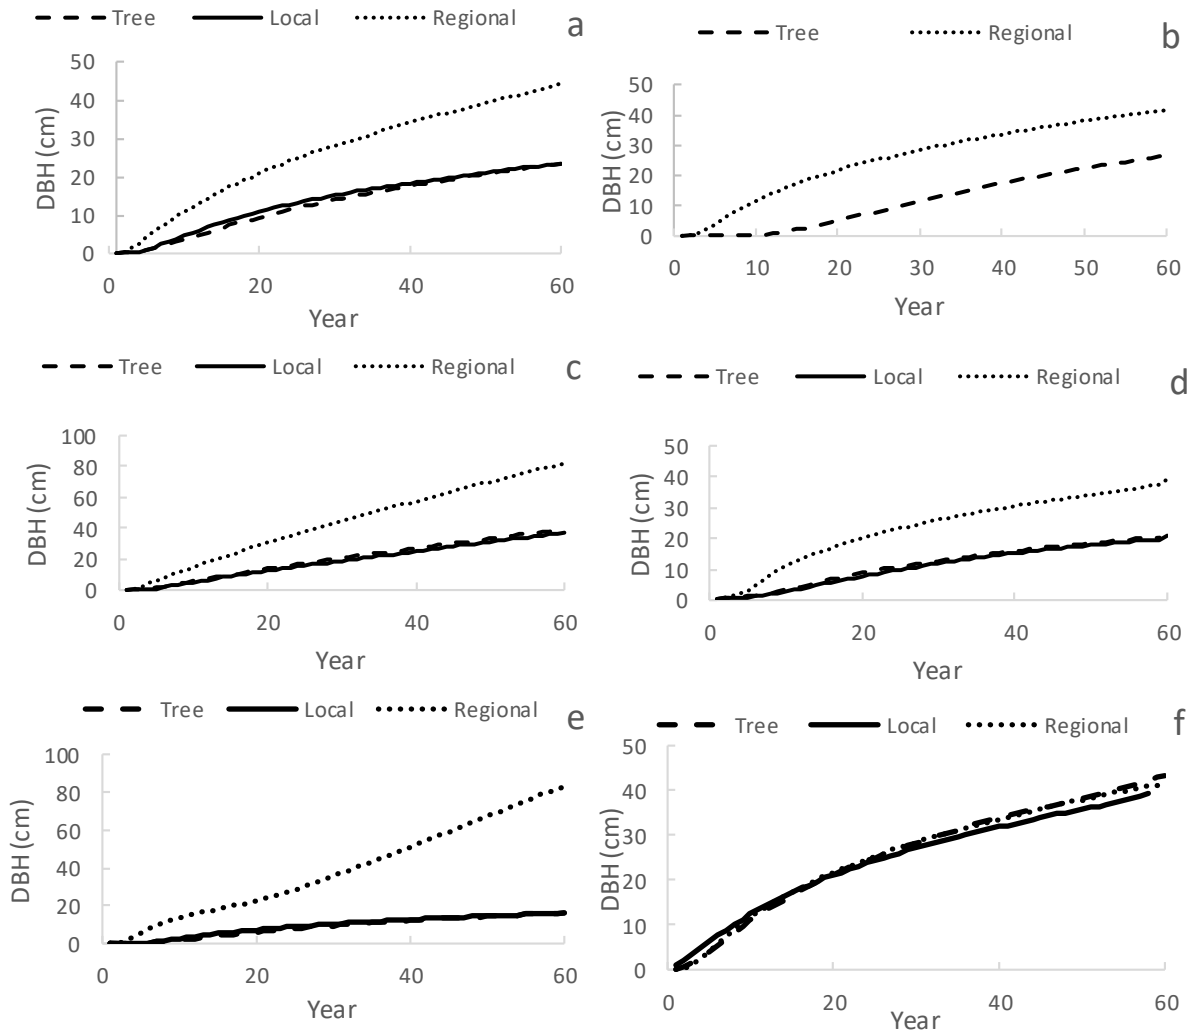 Tree Local Regional a
50
40
30
20
10
0
DBH (cm)
0 20 40 60
Year
Tree Regional b
50
40
30
20
10
0
DBH (cm)
0 10 20 30 40 50 60
Year
Tree Local Regional c
100
80
60
40
20
0
DBH (cm)
0 20 40 60
Year
Tree Local Regional d
50
40
30
20
10
0
DBH (cm)
0 20 40 60
Year
Tree Local Regional e
100
80
60
40
20
0
DBH (cm)
0 20 40 60
Year
Tree Local Regional f
50
40
30
20
10
0
DBH (cm)
0 20 40 60
Year